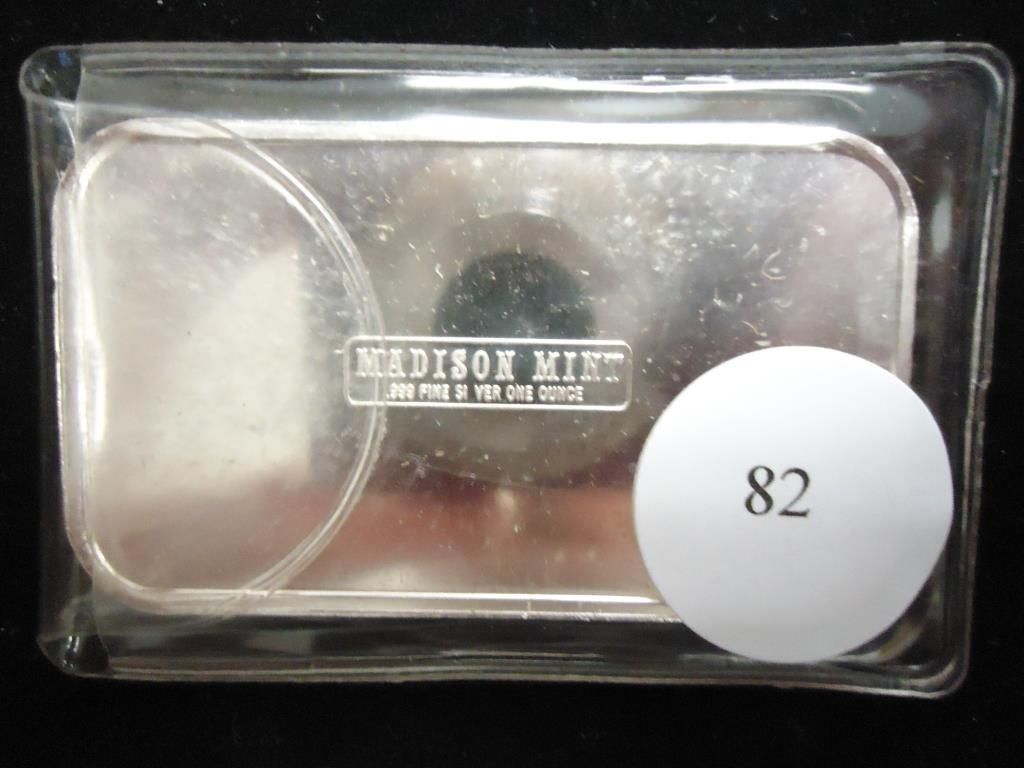 MADISON MINT
.999 FINE SI VER ONE OUNCE
82